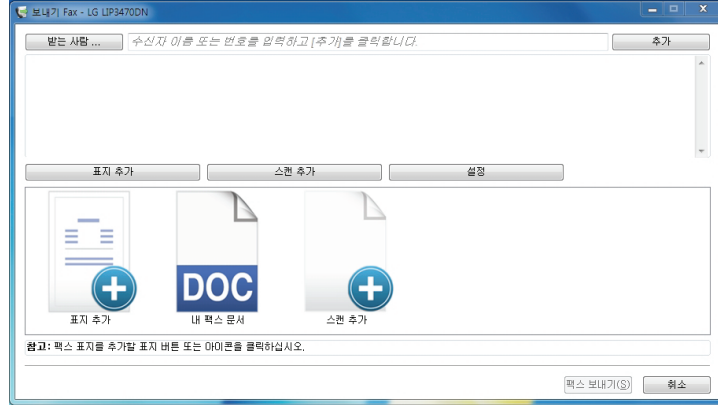 보내기 Fax - LG LIP3470DN
받는 사람 ...
수신자 이름 또는 번호를 입력하고 [추가]를 클릭합니다.
추가
표지 추가
스캔 추가
설정
DOC
표지 추가
내 팩스 문서
스캔 추가
참고: 팩스 표지를 추가할 표지 버튼 또는 아이콘을 클릭하십시오.
팩스 보내기(S)
취소